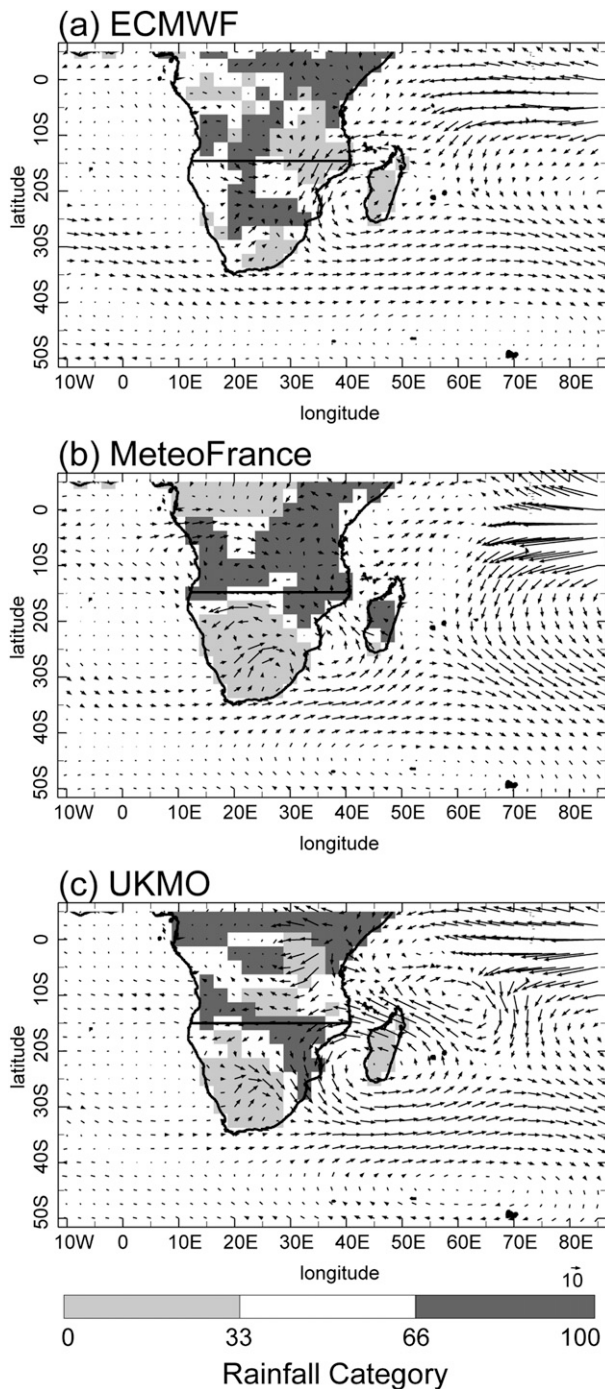 (a) ECMWF
latitude
0
10S
20S
30S
40S
50S
10W 0 10E 20E 30E 40E 50E 60E 70E 80E
longitude
(b) MeteoFrance
latitude
0
10S
20S
30S
40S
50S
10W 0 10E 20E 30E 40E 50E 60E 70E 80E
longitude
(c) UKMO
latitude
0
10S
20S
30S
40S
50S
10W 0 10E 20E 30E 40E 50E 60E 70E 80E
longitude
10
0 33 66 100
Rainfall Category